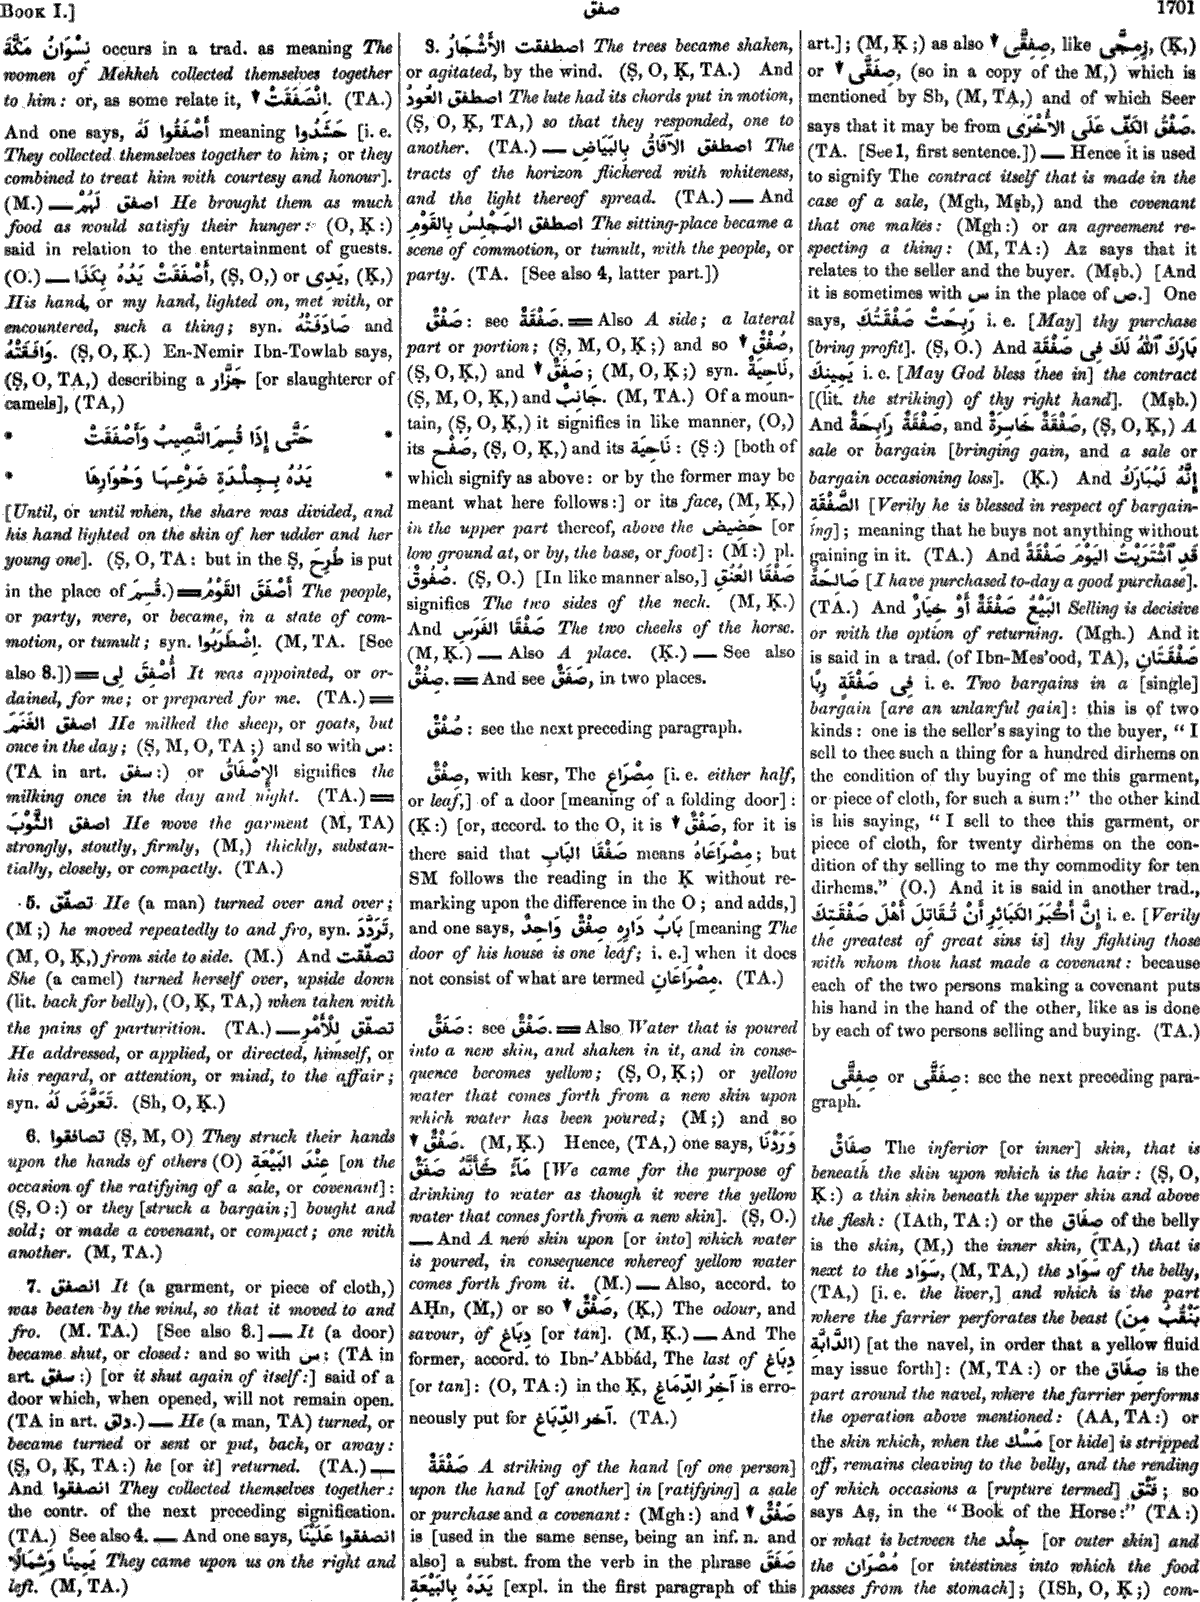 BOOK I.]
صفق
1701
نِسْوَانُ مَكَّةَ occurs in a trad. as meaning The
women of Mekkeh collected themselves together
to him: or, as some relate it, ▼ اِنْصَفَقَتْ. (TA.)
And one says, أَصْفَقُوا لَهُ meaning حَشَدُوا [i. e.
They collected themselves together to him; or they
combined to treat him with courtesy and honour].
(M.) — اصفق لَهُمْ He brought them as much
food as would satisfy their hunger: (O, Ḳ:)
said in relation to the entertainment of guests.
(O.) — أَصْفَقَتْ يَدُهُ بِكَذَا, (Ṣ, O,) or يَدِى, (Ḳ,)
His hand, or my hand, lighted on, met with, or
encountered, such a thing; syn. صَادَفَتْهُ and
وَافَقَتْهُ. (Ṣ, O, Ḳ.) En-Nemir Ibn-Towlab says,
(Ṣ, O, TA,) describing a جَزَّار [or slaughterer of
camels], (TA,)
* حَتَّى إِذَا قُسِمَ النَّصِيبُ وَأَصْفَقَتْ *
* يَدُهُ بِجِلْدَةِ ضَرْعِهَا وَحُوَارِهَا *
[Until, or until when, the share was divided, and
his hand lighted on the skin of her udder and her
young one]. (Ṣ, O, TA: but in the Ṣ, طُرِحَ is put
in the place of قُسِمَ.) ═ أَصْفَقَ القَوْمُ The people,
or party, were, or became, in a state of com-
motion, or tumult; syn. اِضْطَرَبُوا. (M, TA. [See
also 8.]) ═ أُصْفِقَ لِى It was appointed, or or-
dained, for me; or prepared for me. (TA.) ═
اصفق الغَنَمَ He milked the sheep, or goats, but
once in the day; (Ṣ, M, O, TA;) and so with س:
(TA in art. سفق:) or الإِصْفَاقُ signifies the
milking once in the day and night. (TA.) ═
اصفق الثَّوْبَ He wove the garment (M, TA)
strongly, stoutly, firmly, (M,) thickly, substan-
tially, closely, or compactly. (TA.)
5. تصفّق He (a man) turned over and over;
(M;) he moved repeatedly to and fro, syn. تَرَدَّدَ,
(M, O, Ḳ,) from side to side. (M.) And تصفّقت
She (a camel) turned herself over, upside down
(lit. back for belly), (O, Ḳ, TA,) when taken with
the pains of parturition. (TA.) — تصفّق لِلْأَمْرِ
He addressed, or applied, or directed, himself, or
his regard, or attention, or mind, to the affair;
syn. تَعَرَّضَ لَهُ. (Sh, O, Ḳ.)
6. تصافقوا (Ṣ, M, O) They struck their hands
upon the hands of others (O) عِنْدَ البَيْعَةِ [on the
occasion of the ratifying of a sale, or covenant]:
(Ṣ, O:) or they [struck a bargain;] bought and
sold; or made a covenant, or compact; one with
another. (M, TA.)
7. انصفق It (a garment, or piece of cloth,)
was beaten by the wind, so that it moved to and
fro. (M. TA.) [See also 8.] — It (a door)
became shut, or closed: and so with س: (TA in
art. سفق:) [or it shut again of itself:] said of a
door which, when opened, will not remain open.
(TA in art. دلق.) — He (a man, TA) turned, or
became turned or sent or put, back, or away:
(Ṣ, O, Ḳ, TA:) he [or it] returned. (TA.) —
And انصفقوا They collected themselves together:
the contr. of the next preceding signification.
(TA.) See also 4. — And one says, انصفقوا عَلَيْنَا
يَمِينًا وَشِمَالًا They came upon us on the right and
left. (M, TA.)
8. اصطفقت الأَشْجَارُ The trees became shaken,
or agitated, by the wind. (Ṣ, O, Ḳ, TA.) And
اصطفق العُودُ The lute had its chords put in motion,
(Ṣ, O, Ḳ, TA,) so that they responded, one to
another. (TA.) — اصطفق الآفَاقُ بِالبَيَاضِ The
tracts of the horizon flickered with whiteness,
and the light thereof spread. (TA.) — And
اصطفق المَجْلِسُ بِالقَوْمِ The sitting-place became a
scene of commotion, or tumult, with the people, or
party. (TA. [See also 4, latter part.])
صَفْقٌ: see صَفْقَةٌ. ═ Also A side; a lateral
part or portion; (Ṣ, M, O, Ḳ;) and so ▼ صُفْقٌ,
(Ṣ, O, Ḳ,) and ▼ صَفَقٌ; (M, O, Ḳ;) syn. نَاحِيَةٌ,
(Ṣ, M, O, Ḳ,) and جَانِبٌ. (M, TA.) Of a moun-
tain, (Ṣ, O, Ḳ,) it signifies in like manner, (O,)
its صَفْح, (Ṣ, O, Ḳ,) and its نَاحِيَة: (Ṣ:) [both of
which signify as above: or by the former may be
meant what here follows:] or its face, (M, Ḳ,)
in the upper part thereof, above the حَضِيض [or
low ground at, or by, the base, or foot]: (M:) pl.
صُفُوقٌ. (Ṣ, O.) [In like manner also,] صَفْقَا العُنُقِ
signifies The two sides of the neck. (M, Ḳ.)
And صَفْقَا الفَرَسِ The two cheeks of the horse.
(M, Ḳ.) — Also A place. (Ḳ.) — See also
صِفْقٌ. ═ And see صَفَقٌ, in two places.
صُفْقٌ: see the next preceding paragraph.
صِفْقٌ, with kesr, The مِصْرَاع [i. e. either half,
or leaf,] of a door [meaning of a folding door]:
(Ḳ:) [or, accord. to the O, it is ▼ صَفْقٌ, for it is
there said that صَفْقَا البَابِ means مِصْرَاعَاهُ; but
SM follows the reading in the Ḳ without re-
marking upon the difference in the O; and adds,]
and one says, بَابُ دَارِهِ صِفْقٌ وَاحِدٌ [meaning The
door of his house is one leaf; i. e.] when it does
not consist of what are termed مِصْرَاعَانِ. (TA.)
صَفَقٌ: see صَفْقٌ. ═ Also Water that is poured
into a new skin, and shaken in it, and in conse-
quence becomes yellow; (Ṣ, O, Ḳ;) or yellow
water that comes forth from a new skin upon
which water has been poured; (M;) and so
▼ صَفْقٌ. (M, Ḳ.) Hence, (TA,) one says, وَرَدْنَا
مَآءً كَأَنَّهُ صَفَقٌ [We came for the purpose of
drinking to water as though it were the yellow
water that comes forth from a new skin]. (Ṣ, O.)
— And A new skin upon [or into] which water
is poured, in consequence whereof yellow water
comes forth from it. (M.) — Also, accord. to
AḤn, (M,) or so ▼ صَفْقٌ, (Ḳ,) The odour, and
savour, of دِبَاغ [or tan]. (M, Ḳ.) — And The
former, accord. to Ibn-'Abbád, The last of دِبَاغ
[or tan]: (O, TA:) in the Ḳ, آخِرُ الدِّمَاغِ is erro-
neously put for آخر الدِّبَاغ. (TA.)
صَفْقَةٌ A striking of the hand [of one person]
upon the hand [of another] in [ratifying] a sale
or purchase and a covenant: (Mgh:) and ▼ صَفْقٌ
is [used in the same sense, being an inf. n. and
also] a subst. from the verb in the phrase صَفَقَ
يَدَهُ بِالبَيْعَةِ [expl. in the first paragraph of this
art.]; (M, Ḳ;) as also ▼ صِفِقَّى, like زِمِجَّى, (Ḳ,)
or ▼ صَفَقَّى, (so in a copy of the M,) which is
mentioned by Sb, (M, TA,) and of which Seer
says that it may be from صَفْقُ الكَفِّ عَلَى الأُخْرَى.
(TA. [See 1, first sentence.]) — Hence it is used
to signify The contract itself that is made in the
case of a sale, (Mgh, Mṣb,) and the covenant
that one makes: (Mgh:) or an agreement re-
specting a thing: (M, TA:) Az says that it
relates to the seller and the buyer. (Mṣb.) [And
it is sometimes with س in the place of ص.] One
says, رَبِحَتْ صَفْقَتُكَ i. e. [May] thy purchase
[bring profit]. (Ṣ, O.) And بَارَكَ ٱللّٰهُ لَكَ فِى صَفْقَةِ
يَمِينِكَ i. e. [May God bless thee in] the contract
[(lit. the striking) of thy right hand]. (Mṣb.)
And صَفْقَةٌ رَابِحَةٌ, and صَفْقَةٌ خَاسِرَةٌ, (Ṣ, O, Ḳ,) A
sale or bargain [bringing gain, and a sale or
bargain occasioning loss]. (Ḳ.) And إِنَّهُ لَمُبَارَكُ
الصَّفْقَةِ [Verily he is blessed in respect of bargain-
ing]; meaning that he buys not anything without
gaining in it. (TA.) And قَدِ ٱشْتَرَيْتُ اليَوْمَ صَفْقَةً
صَالِحَةً [I have purchased to-day a good purchase].
(TA.) And البَيْعُ صَفْقَةٌ أَوْ خِيَارٌ Selling is decisive
or with the option of returning. (Mgh.) And it
is said in a trad. (of Ibn-Mes'ood, TA), صَفْقَتَانِ
فِى صَفْقَةٍ رِبًا i. e. Two bargains in a [single]
bargain [are an unlawful gain]: this is of two
kinds: one is the seller's saying to the buyer, "I
sell to thee such a thing for a hundred dirhems on
the condition of thy buying of me this garment,
or piece of cloth, for such a sum:" the other kind
is his saying, "I sell to thee this garment, or
piece of cloth, for twenty dirhems on the con-
dition of thy selling to me thy commodity for ten
dirhems." (O.) And it is said in another trad.,
إِنَّ أَكْبَرَ الكَبَائِرِ أَنْ تُقَاتِلَ أَهْلَ صَفْقَتِكَ i. e. [Verily
the greatest of great sins is] thy fighting those
with whom thou hast made a covenant: because
each of the two persons making a covenant puts
his hand in the hand of the other, like as is done
by each of two persons selling and buying. (TA.)
صِفِقَّى or صَفَقَّى: see the next preceding para-
graph.
صِفَاقٌ The inferior [or inner] skin, that is
beneath the skin upon which is the hair: (Ṣ, O,
Ḳ:) a thin skin beneath the upper skin and above
the flesh: (IAth, TA:) or the صِفَاق of the belly
is the skin, (M,) the inner skin, (TA,) that is
next to the سَوَاد, (M, TA,) the سَوَاد of the belly,
(TA,) [i. e. the liver,] and which is the part
where the farrier perforates the beast (يَنْقُبُ مِنَ
الدَّابَّةِ) [at the navel, in order that a yellow fluid
may issue forth]: (M, TA:) or the صِفَاق is the
part around the navel, where the farrier performs
the operation above mentioned: (AA, TA:) or
the skin which, when the مَسْك [or hide] is stripped
off, remains cleaving to the belly, and the rending
of which occasions a [rupture termed] فَتْق; so
says Aṣ, in the "Book of the Horse:" (TA:)
or what is between the جِلْد [or outer skin] and
the مُصْرَان [or intestines into which the food
passes from the stomach]; (ISh, O, Ḳ;) com-